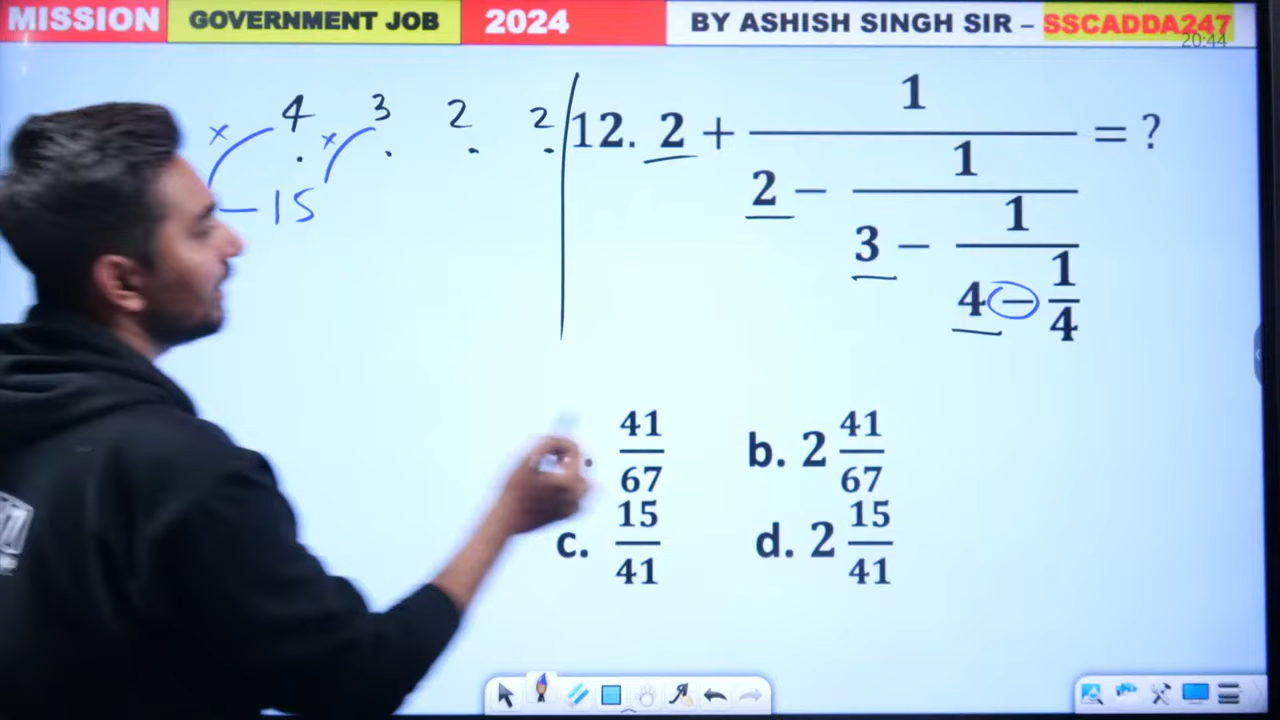 MISSION GOVERNMENT JOB 2024 BY ASHISH SINGH SIR – SSCADDA247
20:44
4 3 2 2
× ×
– 15
12. 2 + 1 = ?
2 – 1
3 – 1
4 – 1/4
41/67
b. 2 41/67
c. 15/41
d. 2 15/41